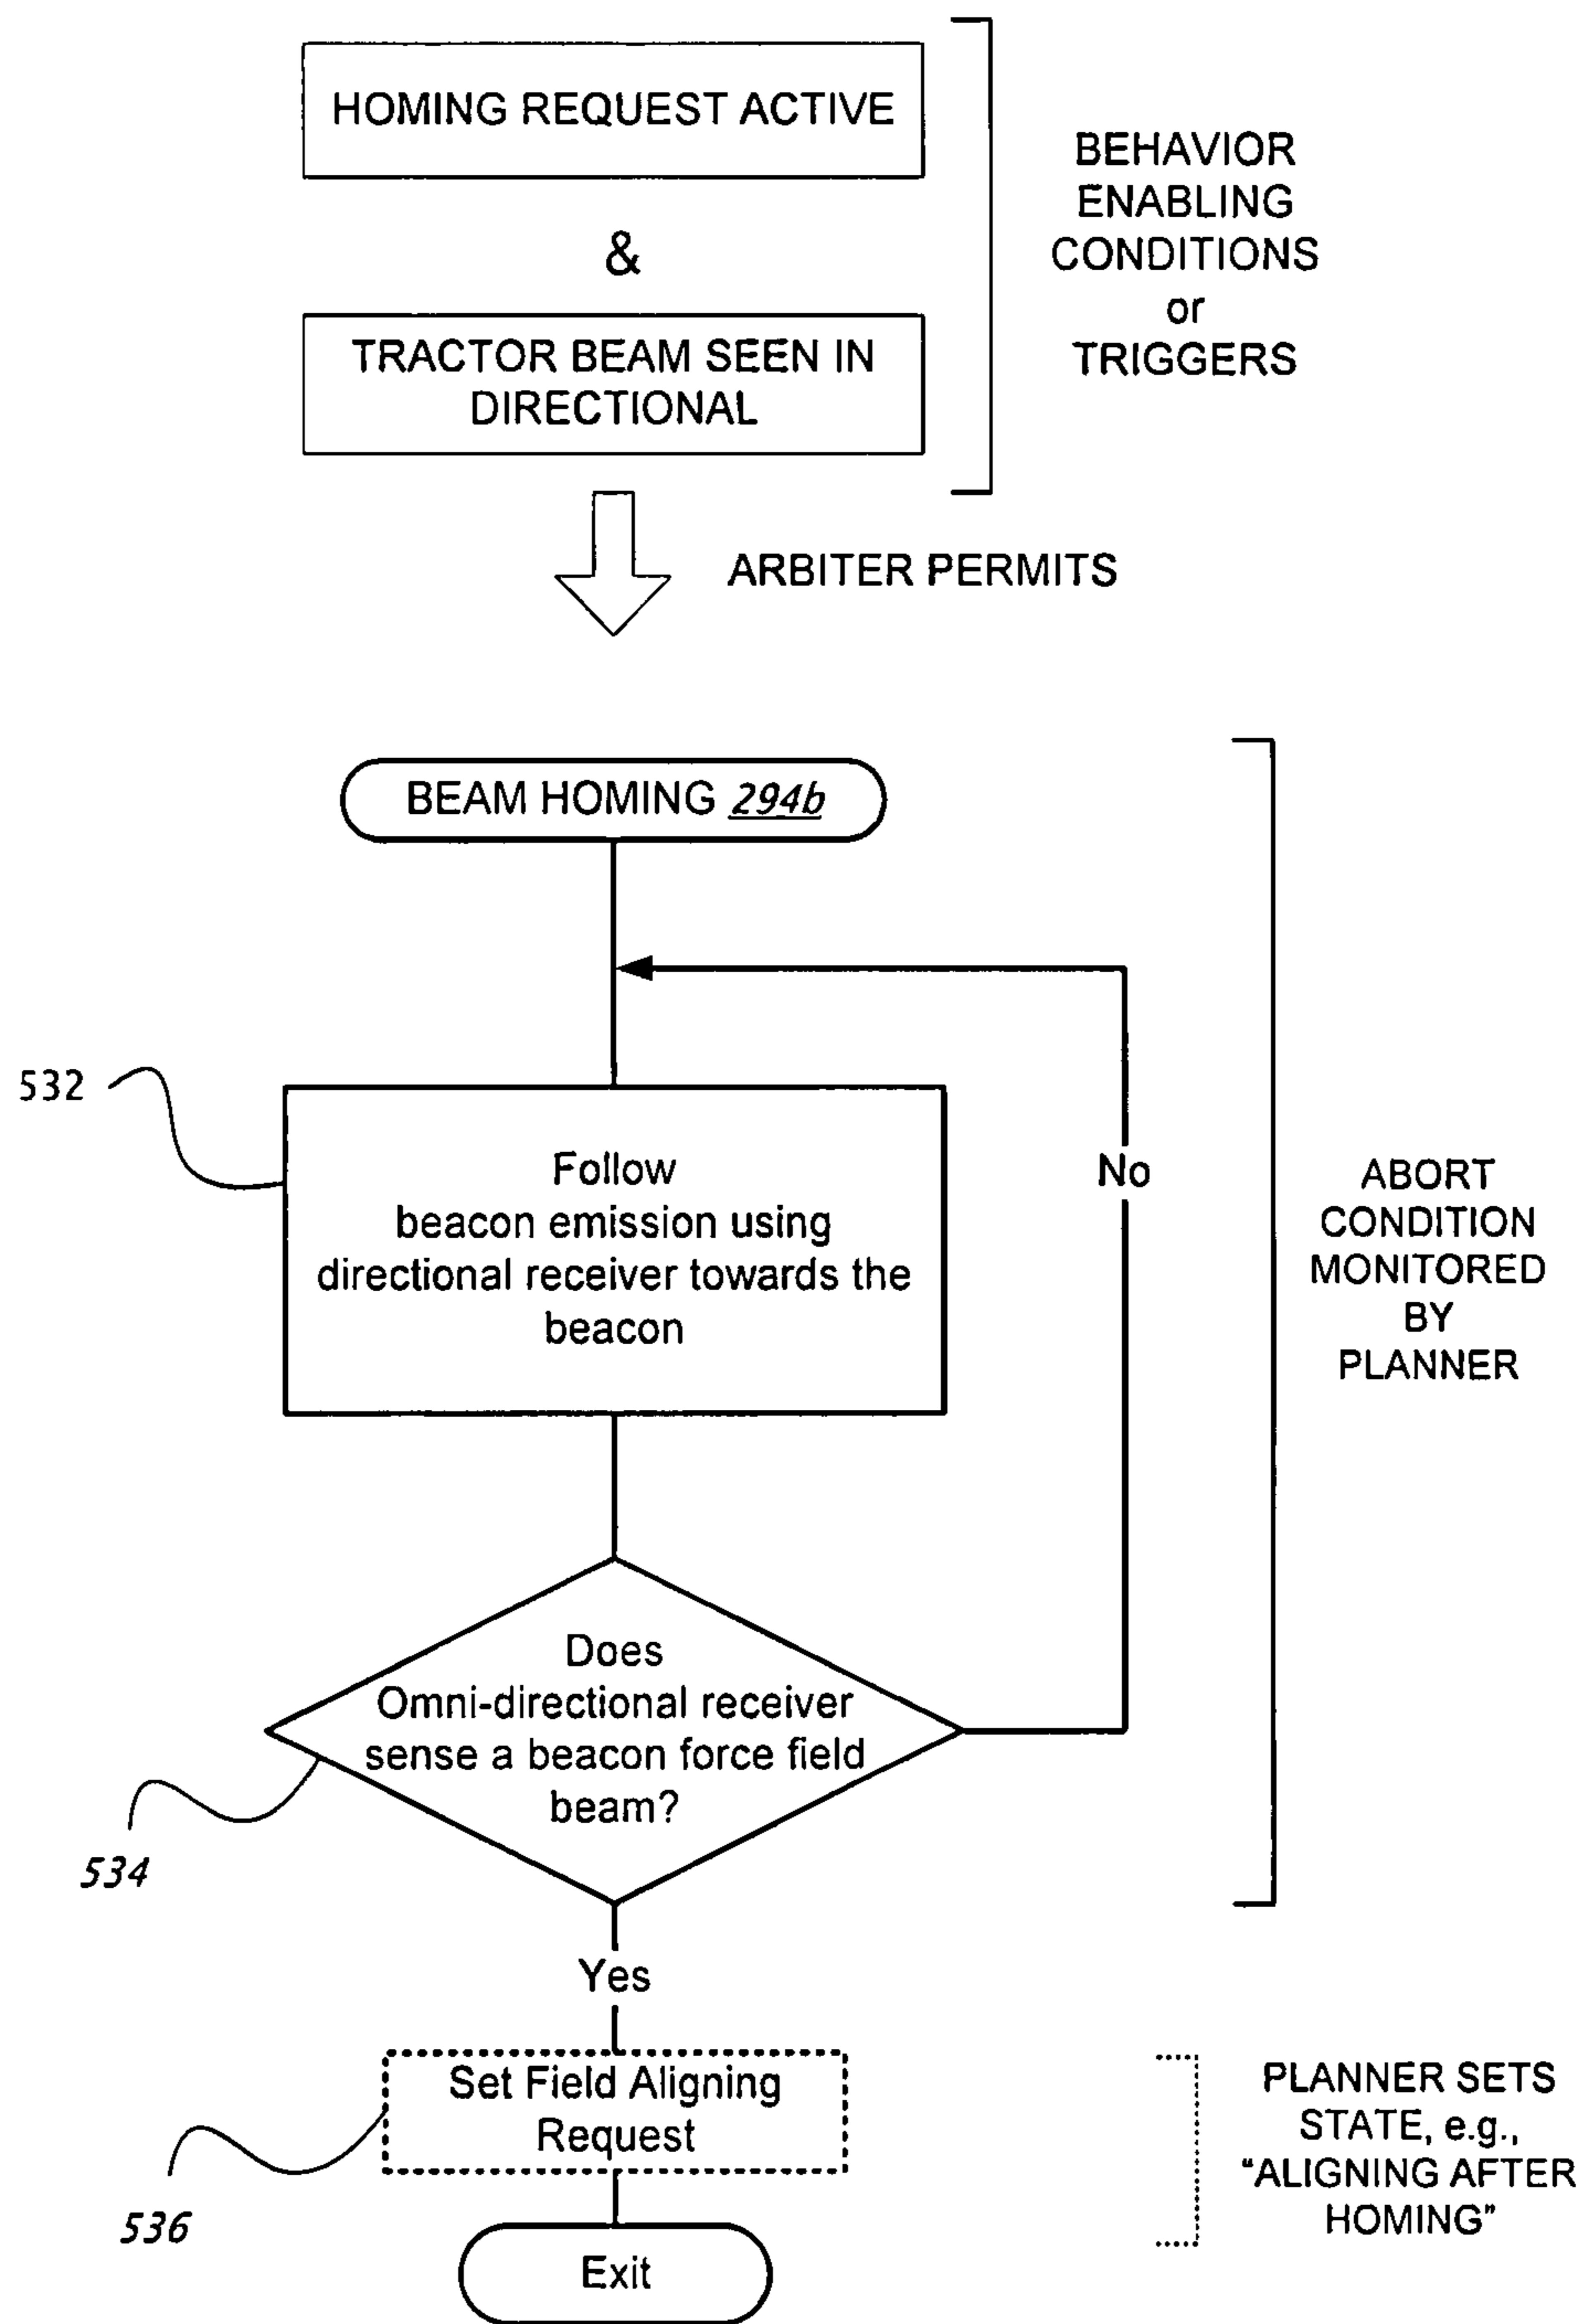 HOMING REQUEST ACTIVE
&
TRACTOR BEAM SEEN IN
DIRECTIONAL
BEHAVIOR
ENABLING
CONDITIONS
or
TRIGGERS
ARBITER PERMITS
BEAM HOMING 294b
532
Follow
beacon emission using
directional receiver towards the
beacon
No
ABORT
CONDITION
MONITORED
BY
PLANNER
Does
Omni-directional receiver
sense a beacon force field
beam?
534
Yes
Set Field Aligning
Request
536
PLANNER SETS
STATE, e.g.,
“ALIGNING AFTER
HOMING”
Exit